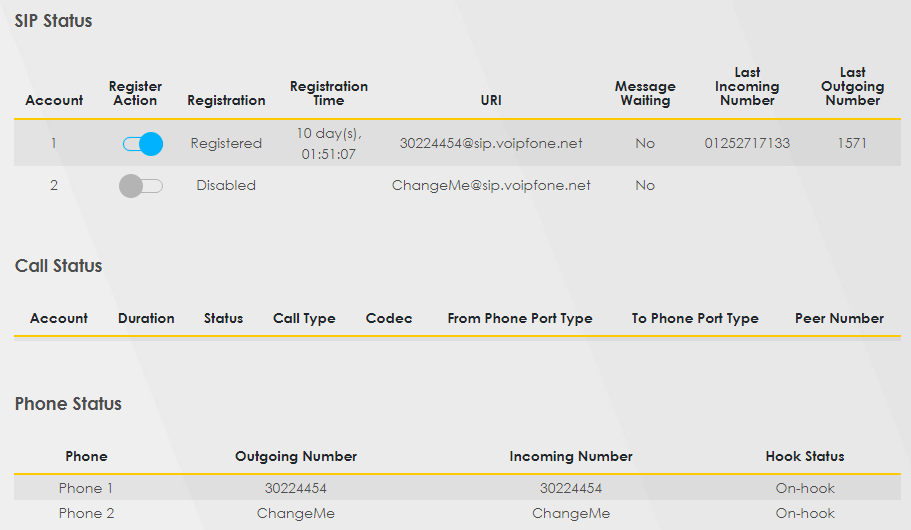 SIP Status
Account Register Action Registration Registration Time URI Message Waiting Last Incoming Number Last Outgoing Number
1 Registered 10 day(s), 01:51:07 30224454@sip.voipfone.net No 01252717133 1571
2 Disabled ChangeMe@sip.voipfone.net No
Call Status
Account Duration Status Call Type Codec From Phone Port Type To Phone Port Type Peer Number
Phone Status
Phone Outgoing Number Incoming Number Hook Status
Phone 1 30224454 30224454 On-hook
Phone 2 ChangeMe ChangeMe On-hook